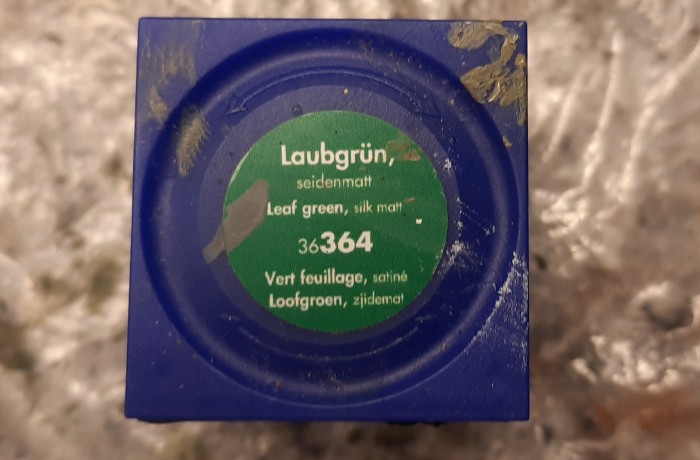 Laubgrün,
seidenmatt
Leaf green, silk matt
36364
Vert feuillage, satiné
Loofgroen, zijdemat